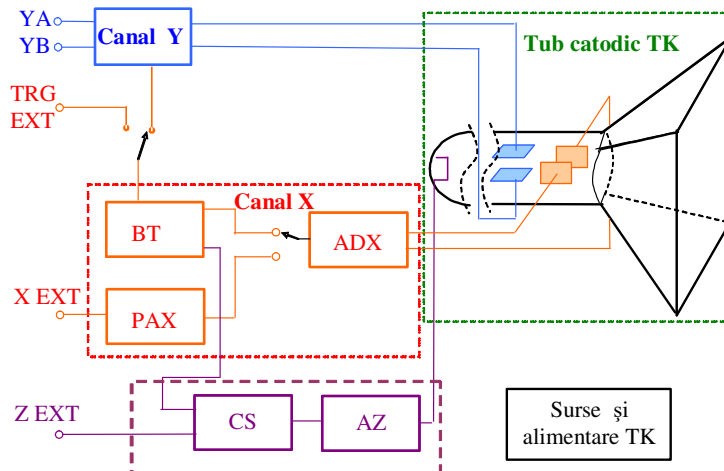 YA
YB
Canal Y
Tub catodic TK
TRG
EXT
Canal X
BT
ADX
X EXT
PAX
Z EXT
CS
AZ
Surse şi
alimentare TK